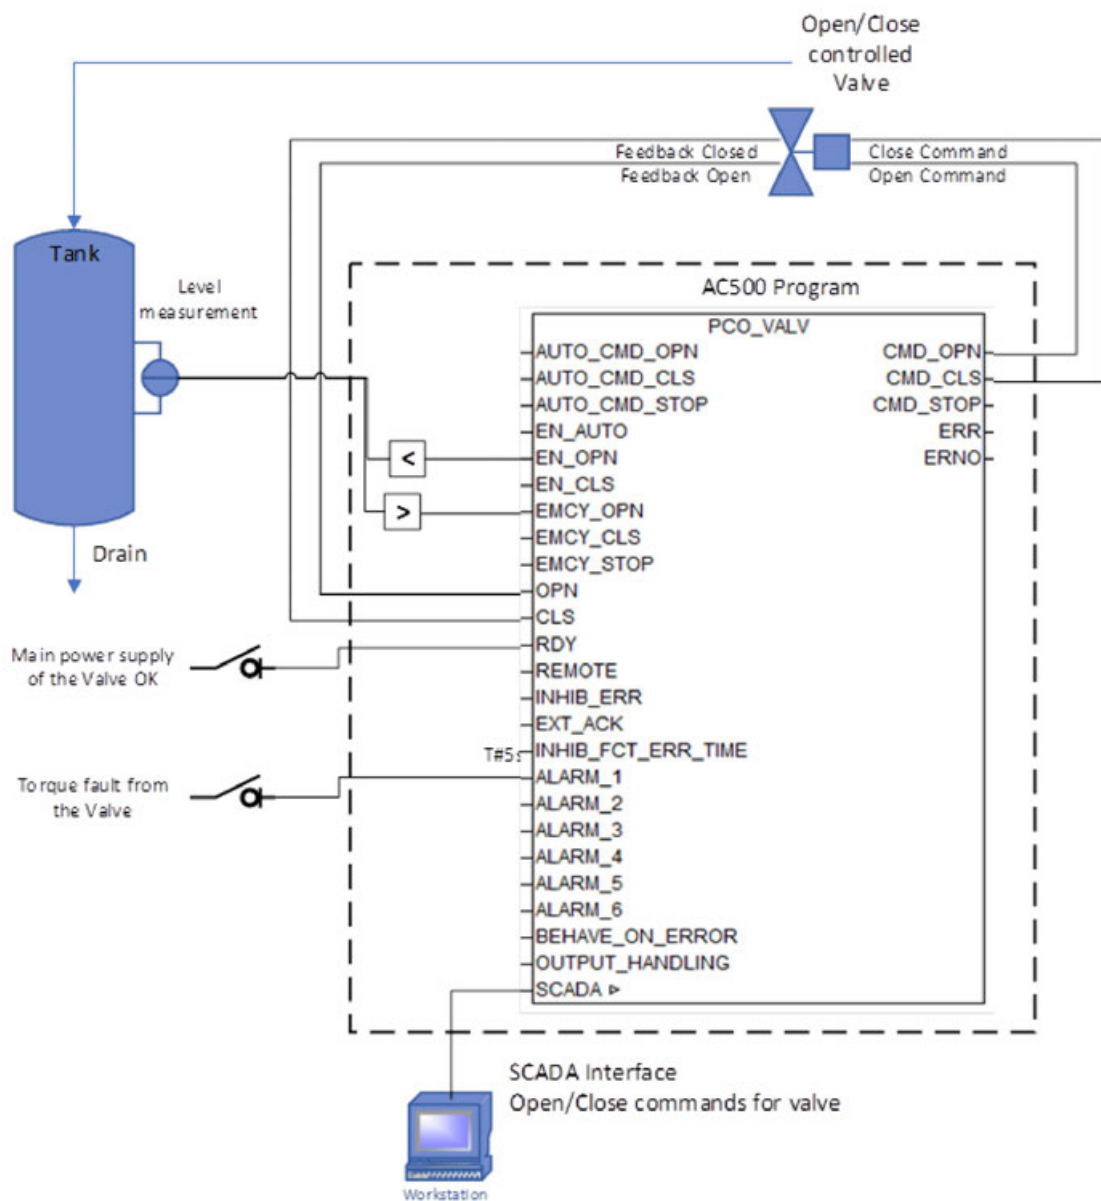 Open/Close
controlled
Valve
Feedback Closed
Feedback Open
Close Command
Open Command
Tank
Level
measurement
Drain
AC500 Program
PCO_VALV
AUTO_CMD_OPN
AUTO_CMD_CLS
AUTO_CMD_STOP
EN_AUTO
EN_OPN
EN_CLS
EMCY_OPN
EMCY_CLS
EMCY_STOP
OPN
CLS
RDY
REMOTE
INHIB_ERR
EXT_ACK
INHIB_FCT_ERR_TIME
ALARM_1
ALARM_2
ALARM_3
ALARM_4
ALARM_5
ALARM_6
BEHAVE_ON_ERROR
OUTPUT_HANDLING
SCADA
CMD_OPN
CMD_CLS
CMD_STOP
ERR
ERNO
<
>
T#5s
Main power supply
of the Valve OK
Torque fault from
the Valve
SCADA Interface
Open/Close commands for valve
Workstation